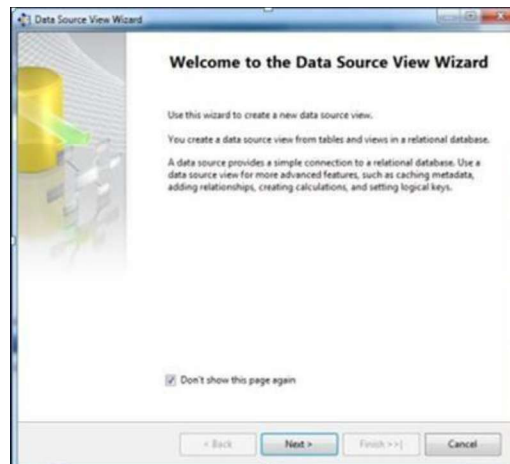 Data Source View Wizard
Welcome to the Data Source View Wizard
Use this wizard to create a new data source view.
You create a data source view from tables and views in a relational database.
A data source provides a simple connection to a relational database. Use a
data source view for more advanced features, such as caching metadata,
adding relationships, creating calculations, and setting logical keys.
Don't show this page again
< Back
Next >
Finish >>|
Cancel